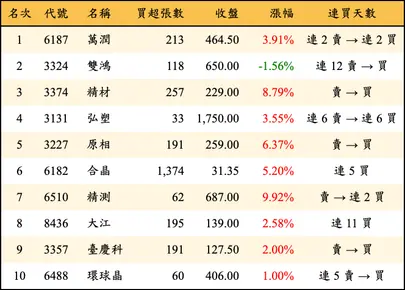 名次 代號 名稱 買超張數 收盤 漲幅 連買天數
1 6187 萬潤 213 464.50 3.91% 連 2 賣 → 連 2 買
2 3324 雙鴻 118 650.00 -1.56% 連 12 賣 → 買
3 3374 精材 257 229.00 8.79% 賣 → 買
4 3131 弘塑 33 1,750.00 3.55% 連 6 賣 → 連 6 買
5 3227 原相 191 259.00 6.37% 賣 → 買
6 6182 合晶 1,374 31.35 5.20% 連 5 買
7 6510 精測 62 687.00 9.92% 賣 → 連 2 買
8 8436 大江 195 139.00 2.58% 連 11 買
9 3357 臺慶科 191 127.50 2.00% 賣 → 買
10 6488 環球晶 60 406.00 1.00% 連 5 賣 → 買